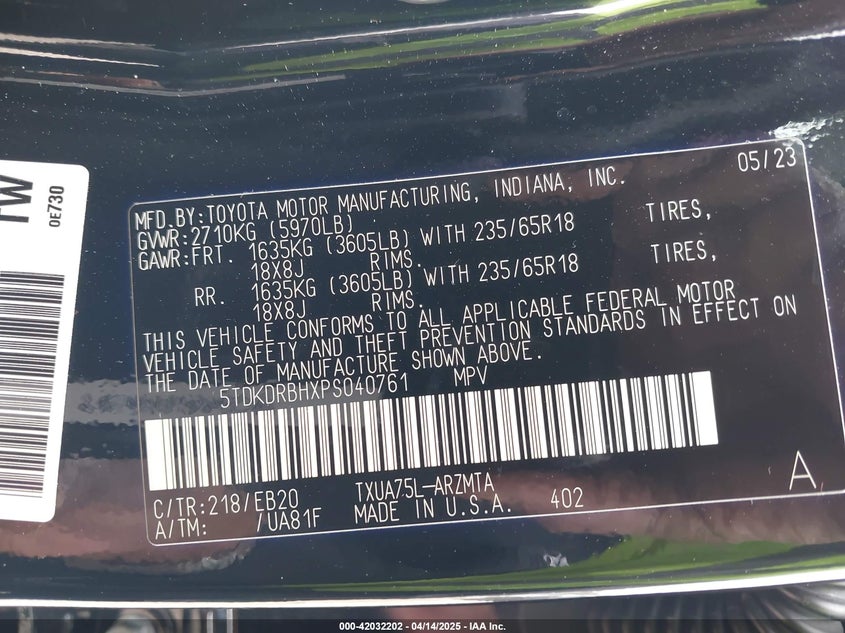 TW
0E730
05/23
MFD.BY:TOYOTA MOTOR MANUFACTURING, INDIANA, INC.
GVWR:2710KG (5970LB)
GAWR:FRT. 1635KG (3605LB) WITH 235/65R18 TIRES,
18X8J RIMS.
RR. 1635KG (3605LB) WITH 235/65R18 TIRES,
18X8J RIMS.
THIS VEHICLE CONFORMS TO ALL APPLICABLE FEDERAL MOTOR
VEHICLE SAFETY AND THEFT PREVENTION STANDARDS IN EFFECT ON
THE DATE OF MANUFACTURE SHOWN ABOVE.
5TDKDRBHXPS040761 MPV
C/TR:218/EB20 TXUA75L-ARZMTA
A/TM: /UA81F MADE IN U.S.A. 402
A
000-42032202 - 04/14/2025 - IAA Inc.